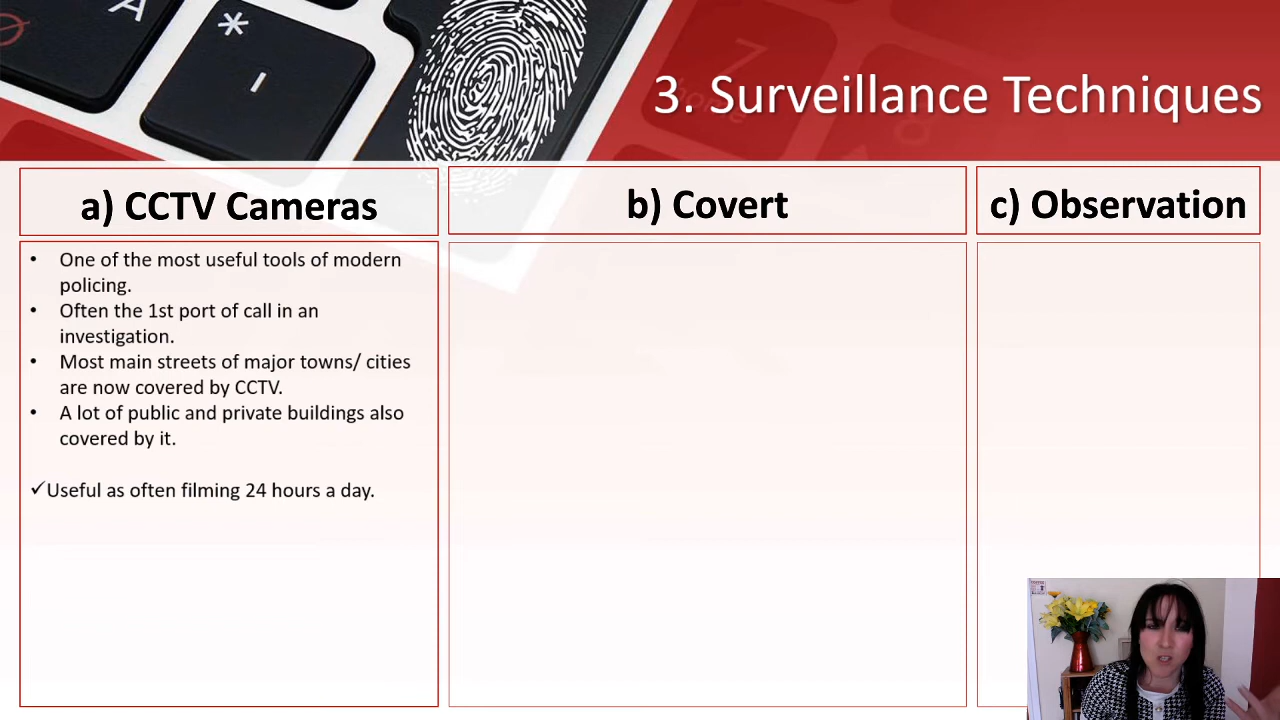 A
*
3. Surveillance Techniques
a) CCTV Cameras
b) Covert
c) Observation
• One of the most useful tools of modern
policing.
• Often the 1st port of call in an
investigation.
• Most main streets of major towns/ cities
are now covered by CCTV.
• A lot of public and private buildings also
covered by it.
✓Useful as often filming 24 hours a day.